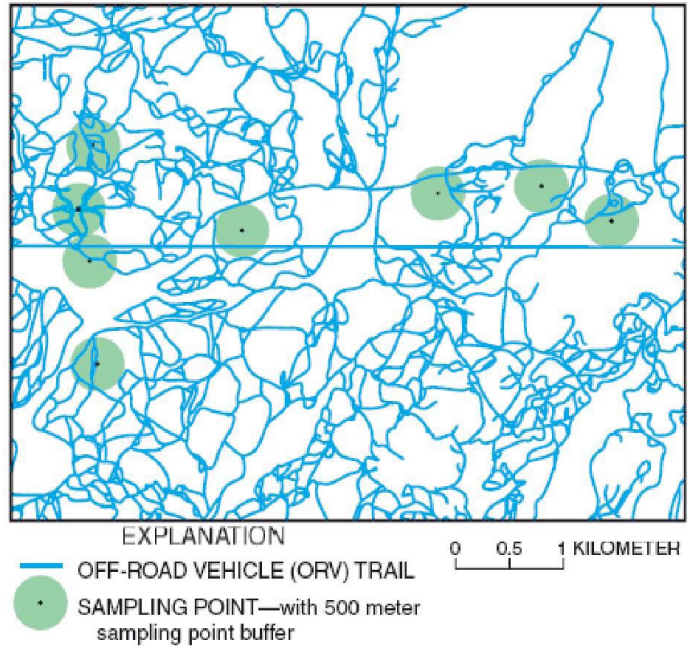 EXPLANATION
OFF-ROAD VEHICLE (ORV) TRAIL
0 0.5 1 KILOMETER
SAMPLING POINT—with 500 meter
sampling point buffer